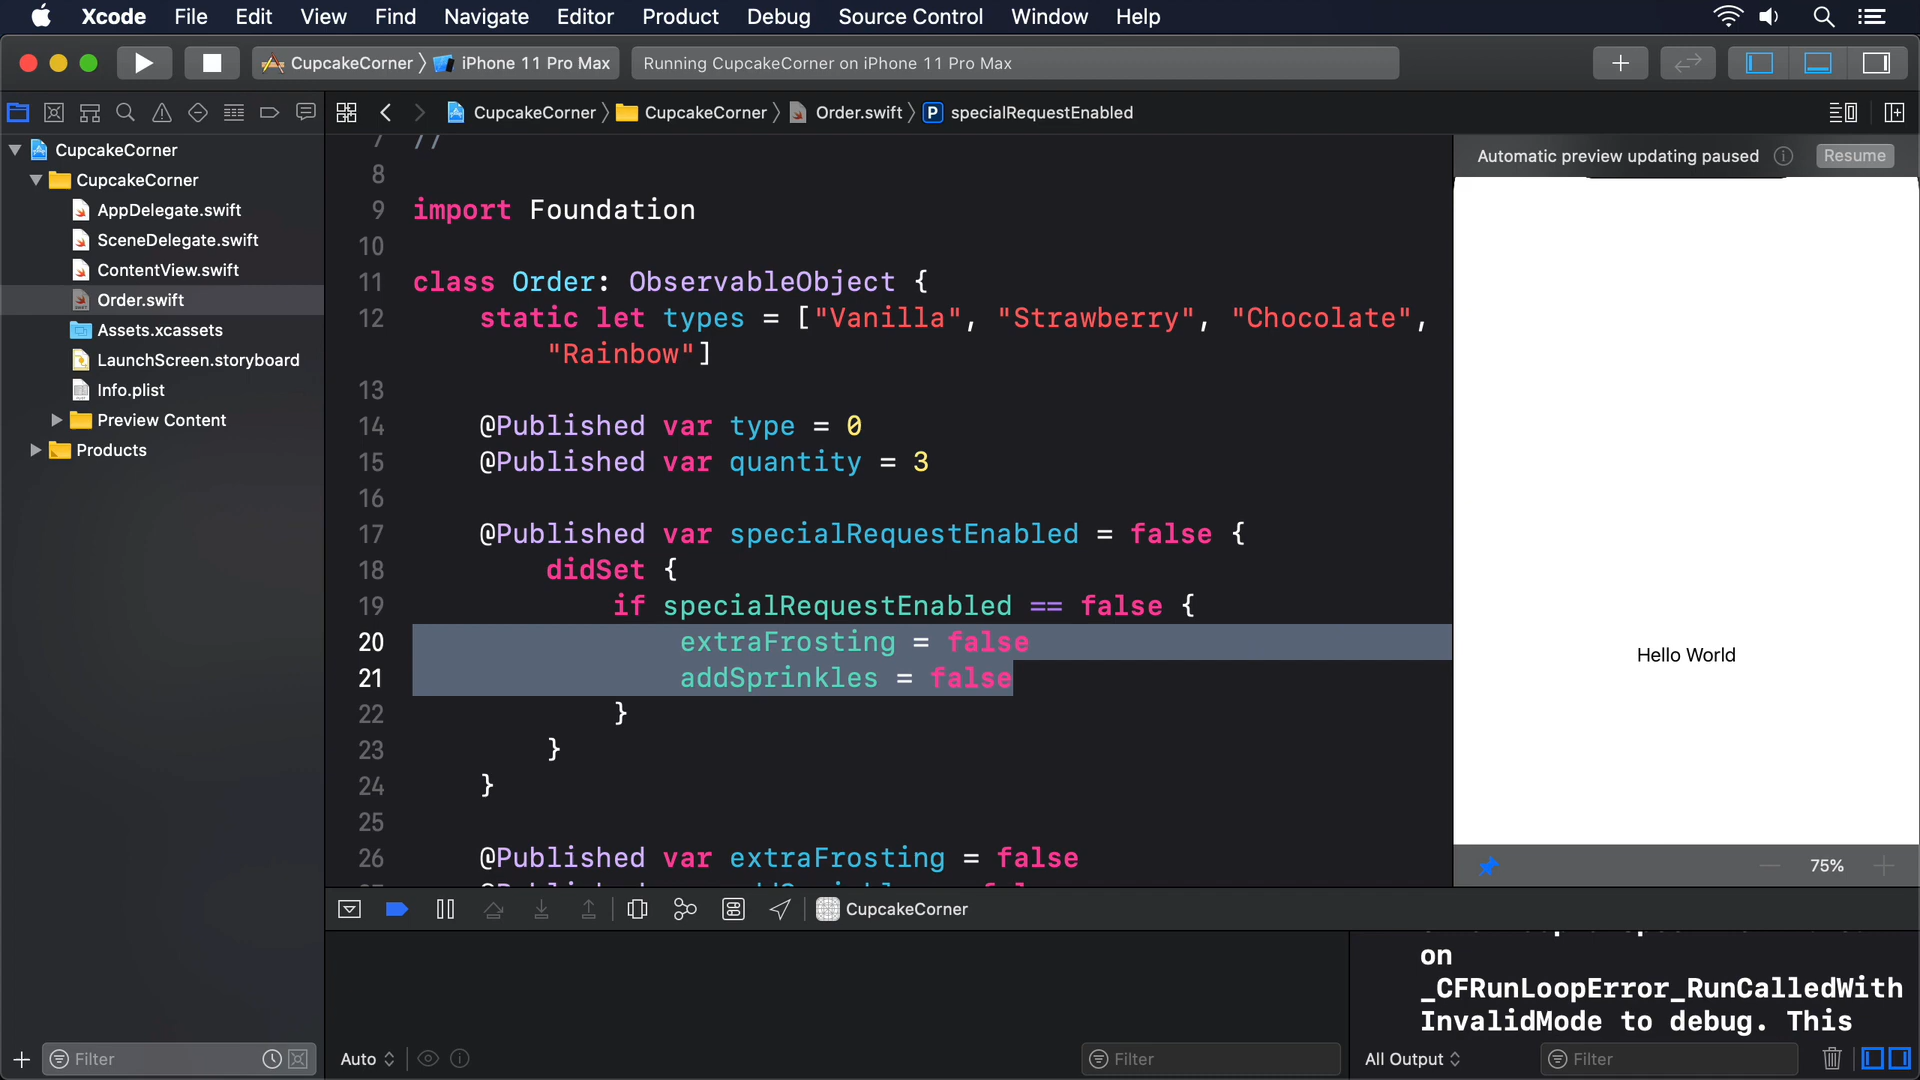 Xcode File Edit View Find Navigate Editor Product Debug Source Control Window Help
CupcakeCorner iPhone 11 Pro Max Running CupcakeCorner on iPhone 11 Pro Max
CupcakeCorner CupcakeCorner Order.swift P specialRequestEnabled
CupcakeCorner
CupcakeCorner
AppDelegate.swift
SceneDelegate.swift
ContentView.swift
Order.swift
Assets.xcassets
LaunchScreen.storyboard
Info.plist
Preview Content
Products
Filter
7 //
8
9 import Foundation
10
11 class Order: ObservableObject {
12 static let types = ["Vanilla", "Strawberry", "Chocolate",
"Rainbow"]
13
14 @Published var type = 0
15 @Published var quantity = 3
16
17 @Published var specialRequestEnabled = false {
18 didSet {
19 if specialRequestEnabled == false {
20 extraFrosting = false
21 addSprinkles = false
22 }
23 }
24 }
25
26 @Published var extraFrosting = false
Automatic preview updating paused Resume
Hello World
75%
CupcakeCorner
on
_CFRunLoopError_RunCalledWith
InvalidMode to debug. This
Auto Filter All Output Filter